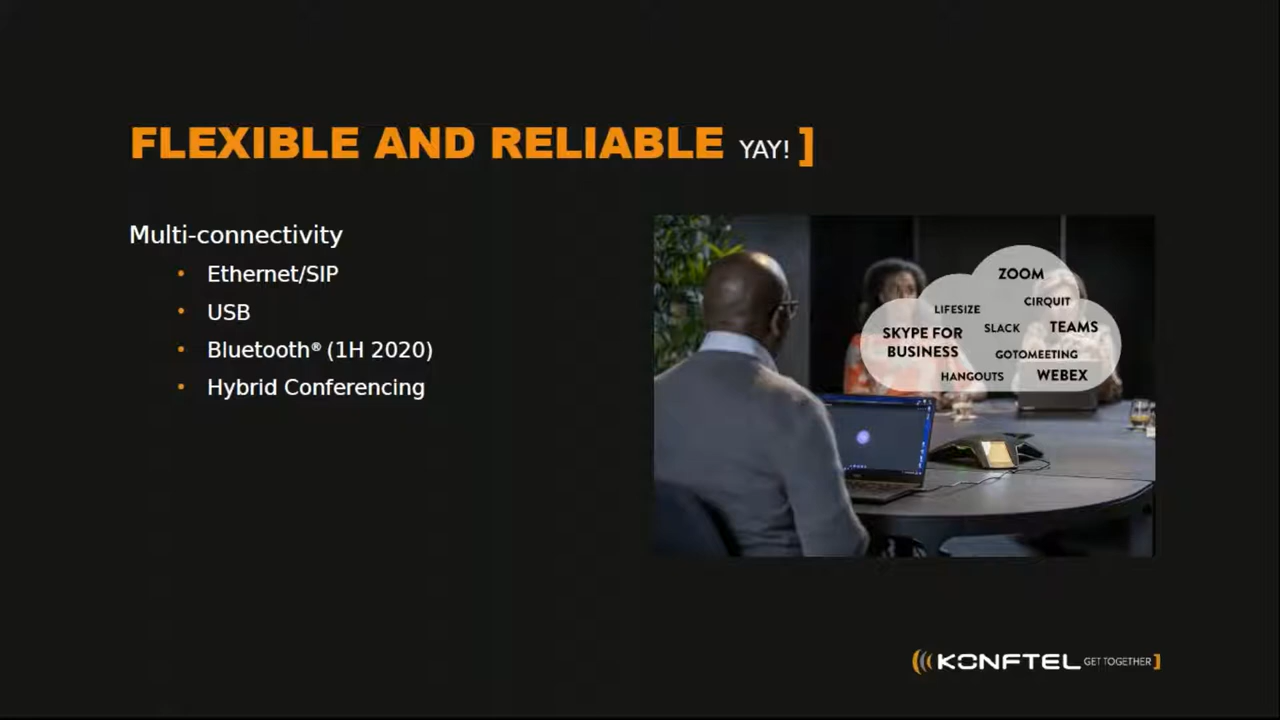 FLEXIBLE AND RELIABLE YAY! ]
Multi-connectivity
• Ethernet/SIP
• USB
• Bluetooth® (1H 2020)
• Hybrid Conferencing
ZOOM
LIFESIZE CIRQUIT
SKYPE FOR BUSINESS
SLACK TEAMS
GOTOMEETING
HANGOUTS WEBEX
KONFTEL GET TOGETHER ]